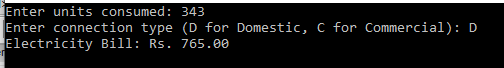 Enter units consumed: 343
Enter connection type (D for Domestic, C for Commercial): D
Electricity Bill: Rs. 765.00